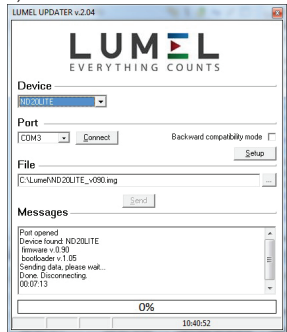 LUMEL UPDATER v.2.04
LUMEL
EVERYTHING COUNTS
Device
ND20LITE
Port
COM3 Connect Backward compatibility mode
Setup
File
C:\Lumel\ND20LITE_v090.img ...
Send
Messages
Port opened
Device found: ND20LITE
firmware v.0.90
bootloader v.1.05
Sending data, please wait...
Done. Disconnecting.
00:07:13
0%
10:40:52